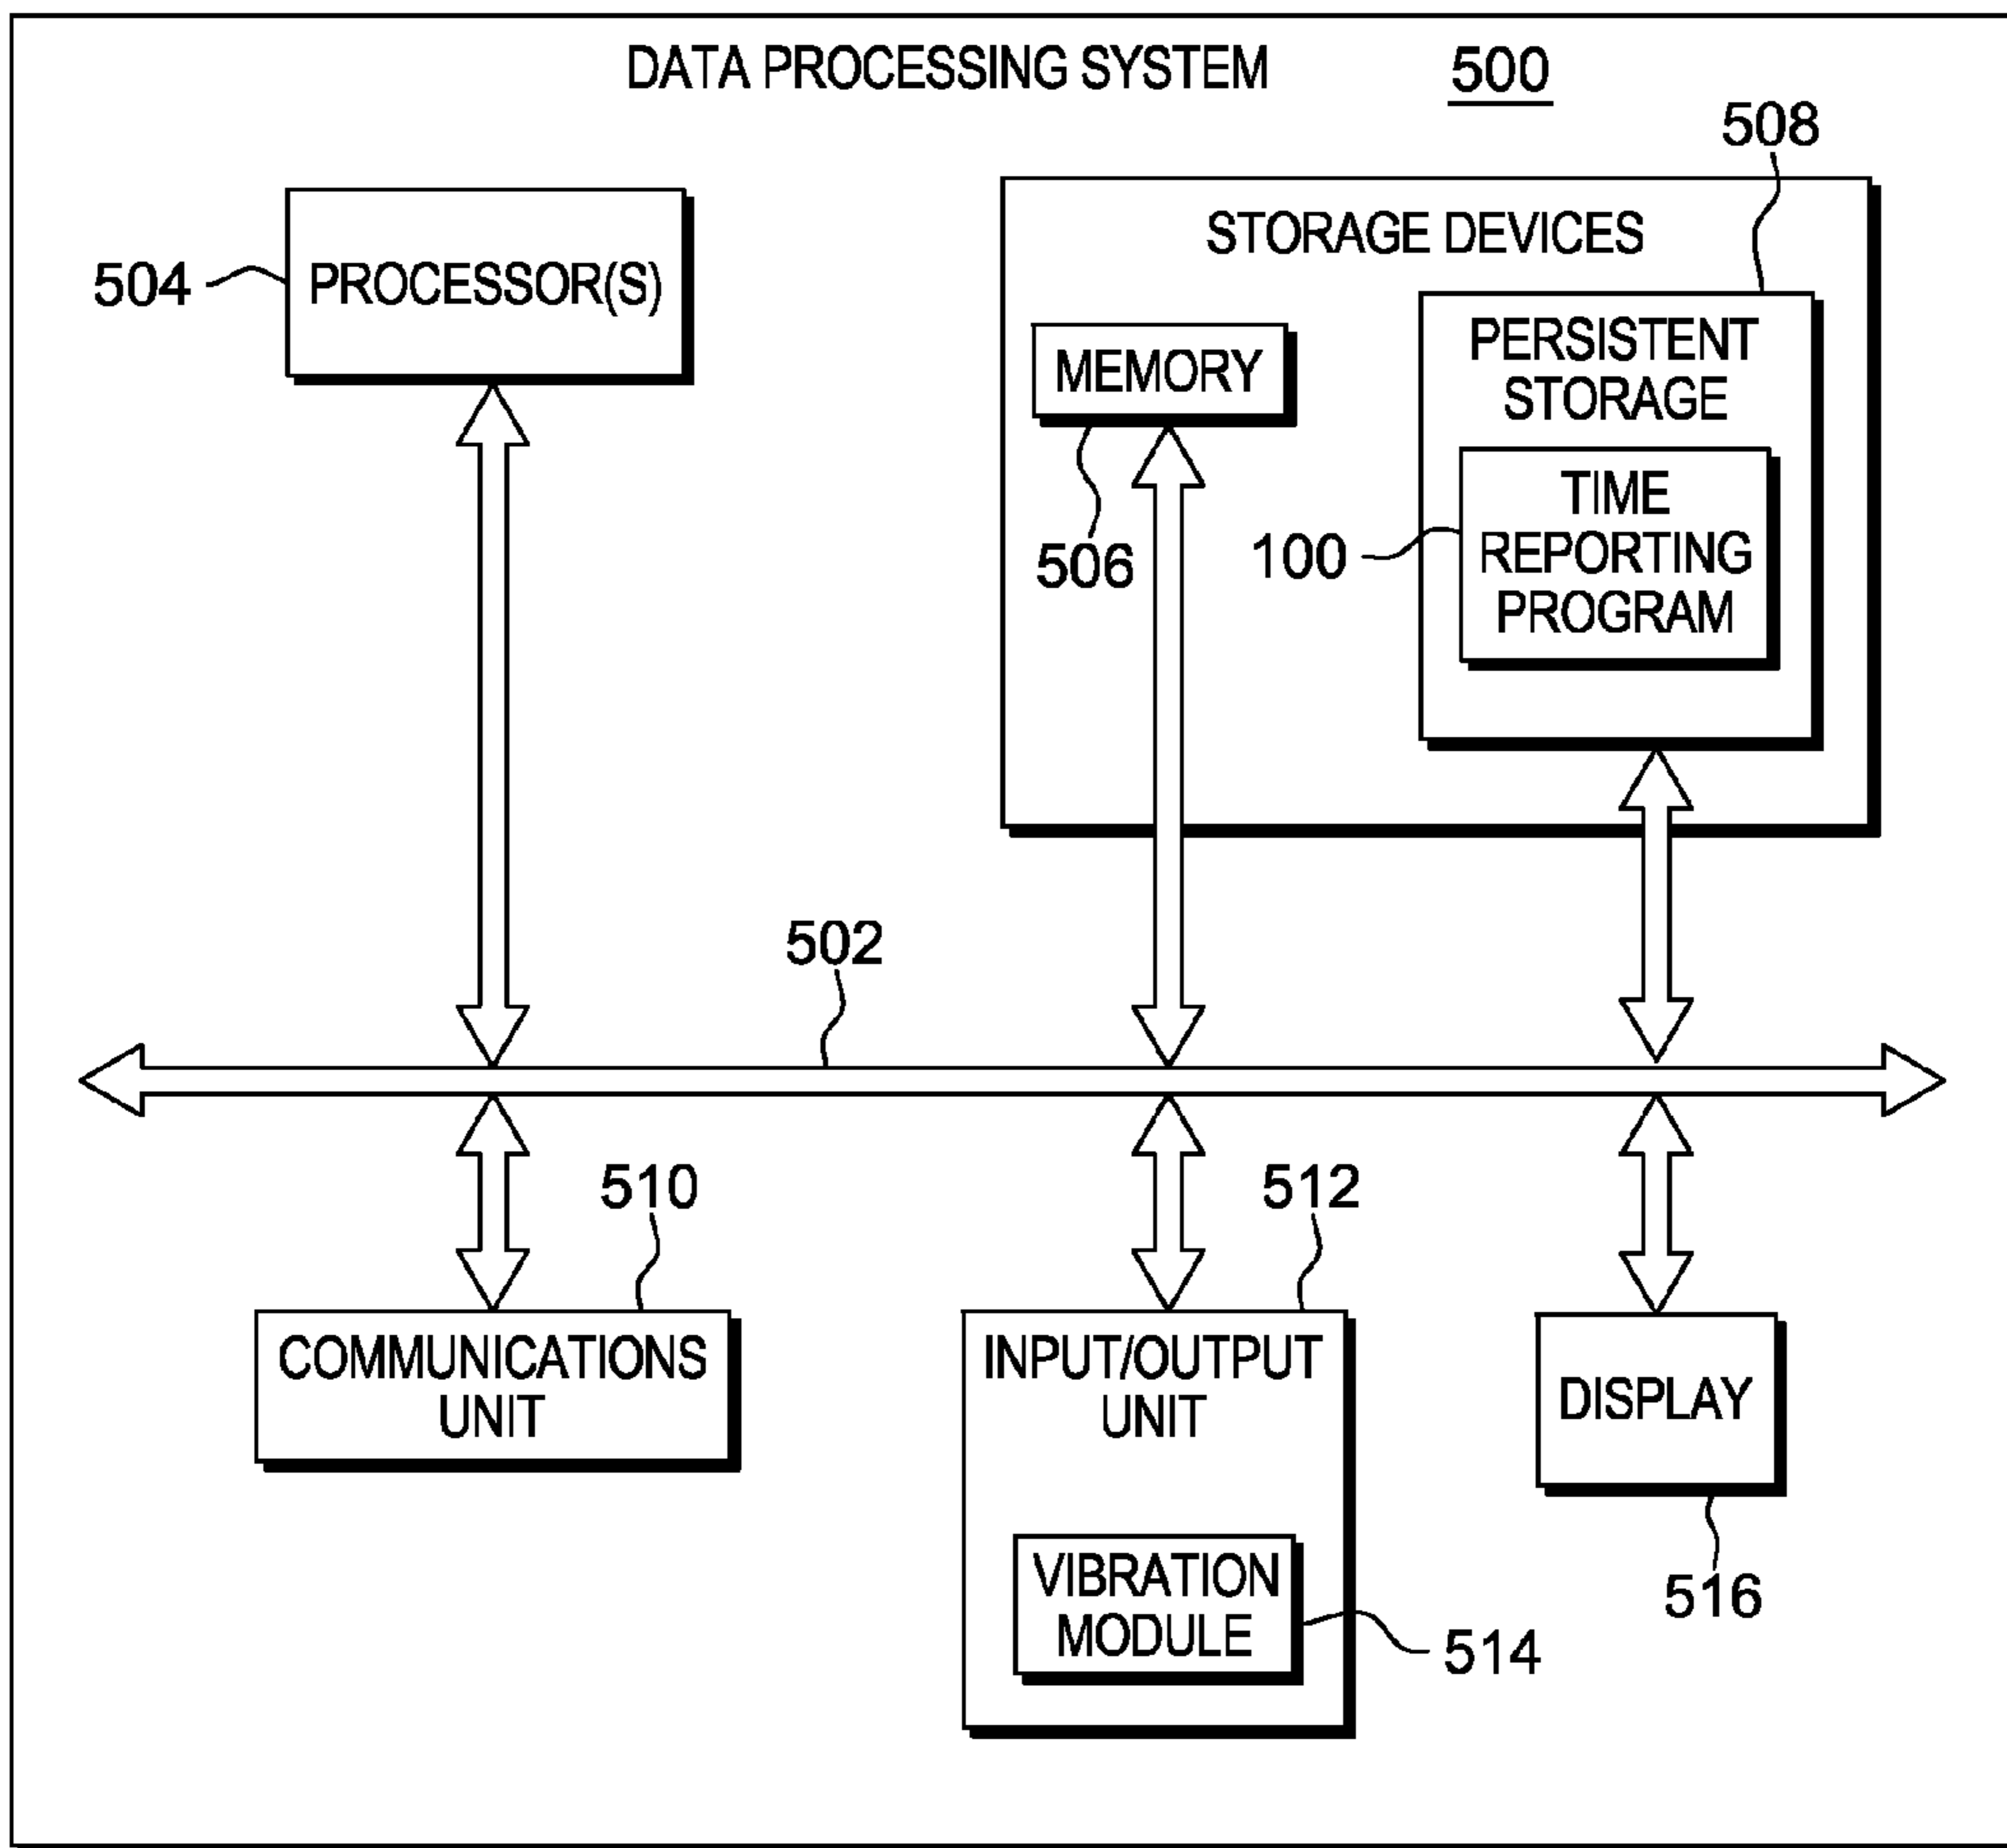 DATA PROCESSING SYSTEM 500
508
STORAGE DEVICES
504
PROCESSOR(S)
MEMORY
PERSISTENT
STORAGE
506
100
TIME
REPORTING
PROGRAM
502
510
512
COMMUNICATIONS
UNIT
INPUT/OUTPUT
UNIT
DISPLAY
VIBRATION
MODULE
514
516